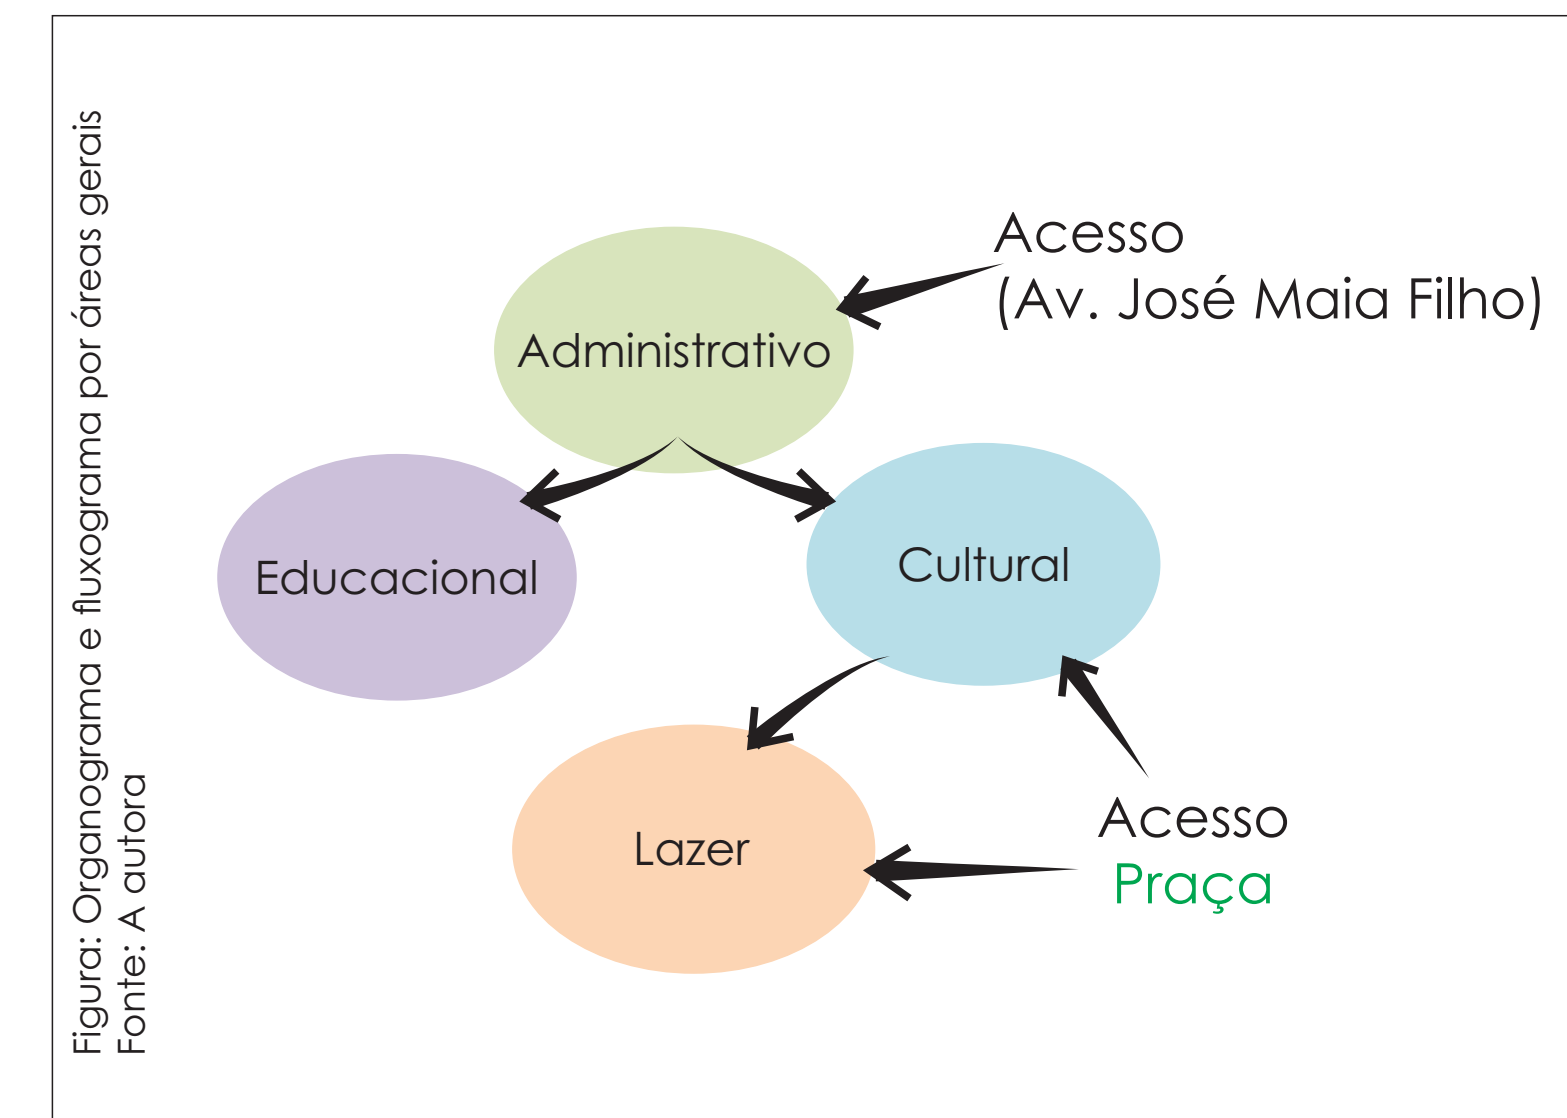 Figura: Organograma e fluxograma por áreas gerais
Fonte: A autora
Acesso
(Av. José Maia Filho)
Administrativo
Educacional
Cultural
Lazer
Acesso
Praça